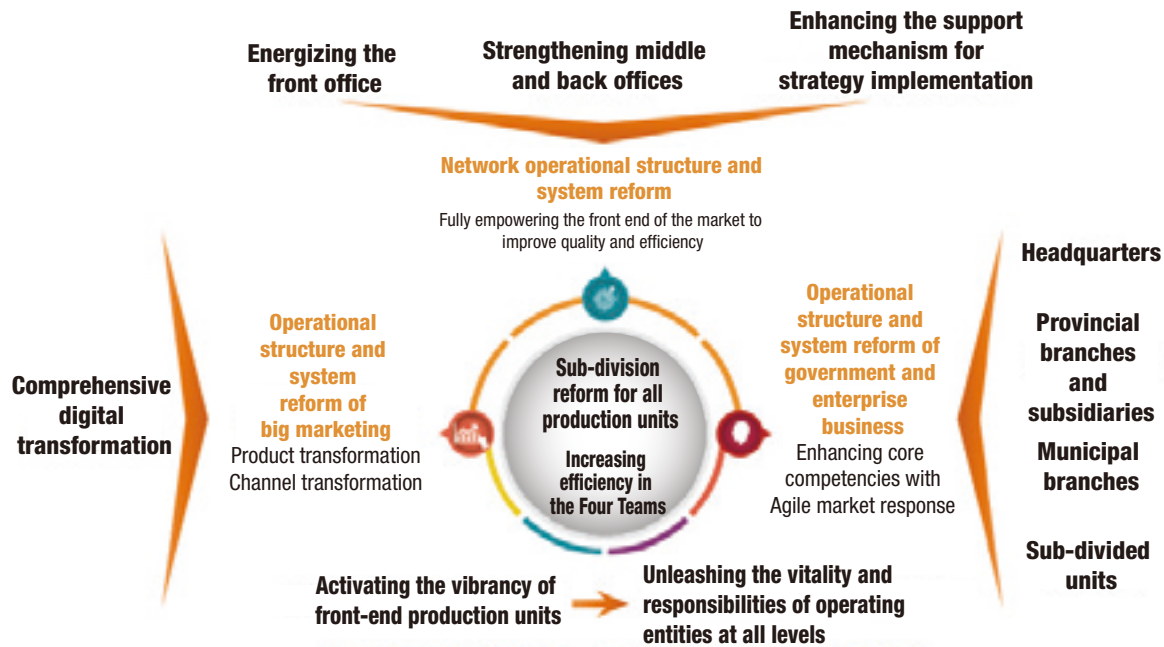 Energizing the
front office
Strengthening middle
and back offices
Enhancing the support
mechanism for
strategy implementation
Network operational structure and
system reform
Fully empowering the front end of the market to
improve quality and efficiency
Comprehensive
digital
transformation
Operational
structure and
system
reform of
big marketing
Product transformation
Channel transformation
Sub-division
reform for all
production units
Increasing
efficiency in
the Four Teams
Operational
structure and
system reform of
government and
enterprise
business
Enhancing core
competencies with
Agile market response
Headquarters
Provincial
branches
and
subsidiaries
Municipal
branches
Sub-divided
units
Activating the vibrancy of
front-end production units
Unleashing the vitality and
responsibilities of operating
entities at all levels